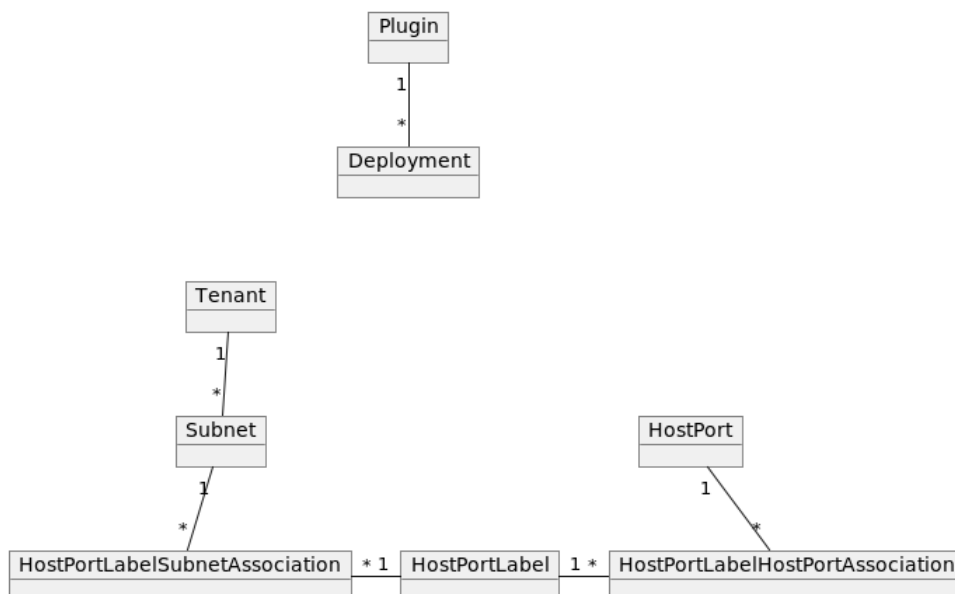 Plugin
1
*
Deployment
Tenant
1
*
Subnet
HostPort
1
1
*
*
HostPortLabelSubnetAssociation
* 1
HostPortLabel
1 *
HostPortLabelHostPortAssociation